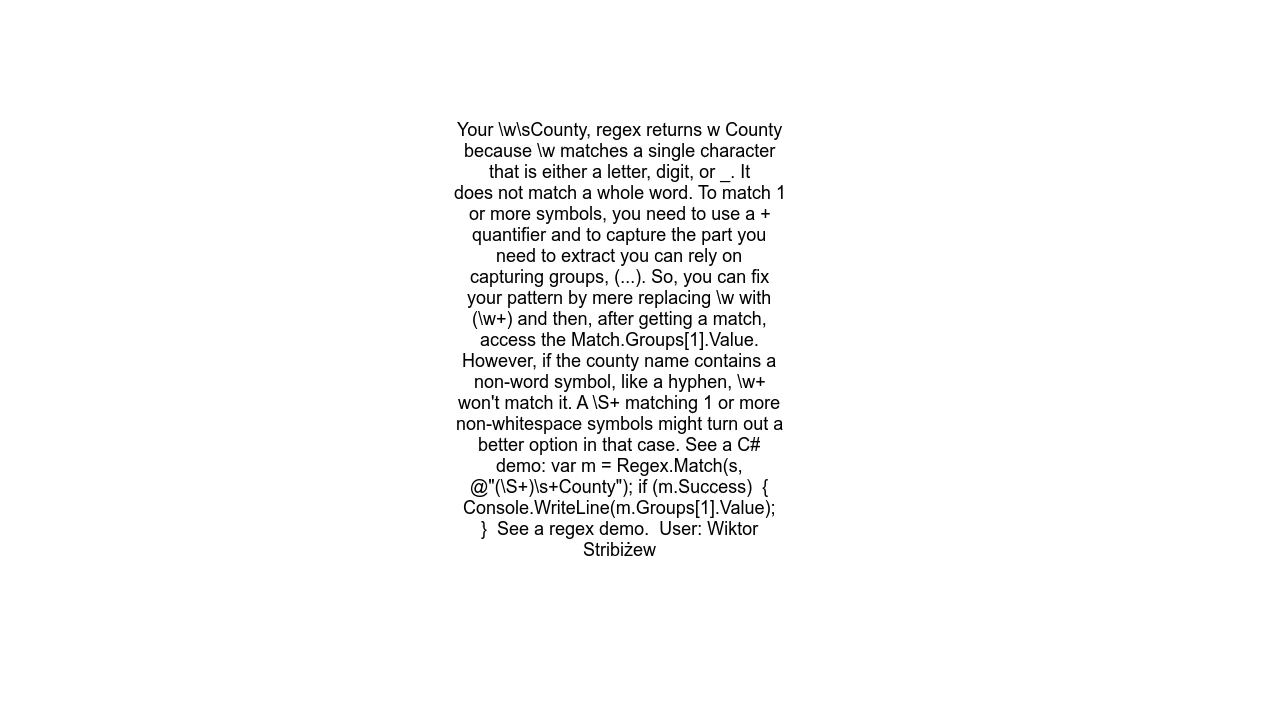 Your \w\sCounty, regex returns w County
because \w matches a single character
that is either a letter, digit, or _. It
does not match a whole word. To match 1
or more symbols, you need to use a +
quantifier and to capture the part you
need to extract you can rely on
capturing groups, (...). So, you can fix
your pattern by mere replacing \w with
(\w+) and then, after getting a match,
access the Match.Groups[1].Value.
However, if the county name contains a
non-word symbol, like a hyphen, \w+
won't match it. A \S+ matching 1 or more
non-whitespace symbols might turn out a
better option in that case. See a C#
demo: var m = Regex.Match(s,
@"(\S+)\s+County"); if (m.Success)  {
Console.WriteLine(m.Groups[1].Value);
}  See a regex demo.  User: Wiktor
Stribiżew